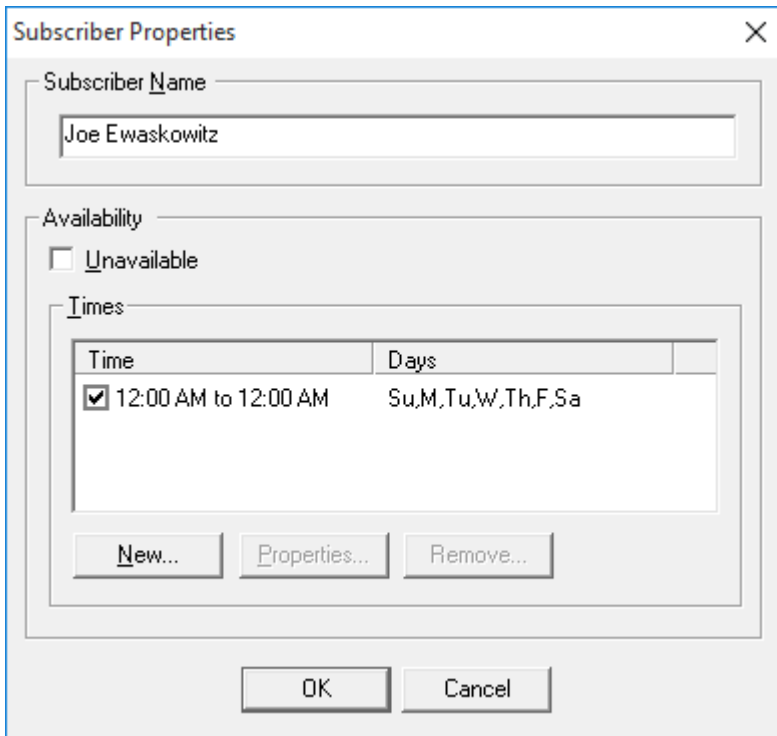 Subscriber Properties
Subscriber Name
Joe Ewaskowitz
Availability
Unavailable
Times
Time Days
12:00 AM to 12:00 AM Su,M,Tu,W,Th,F,Sa
New... Properties... Remove...
OK Cancel